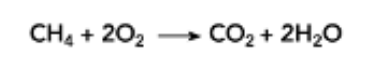 CH₄ + 2O₂ ⟶ CO₂ + 2H₂O